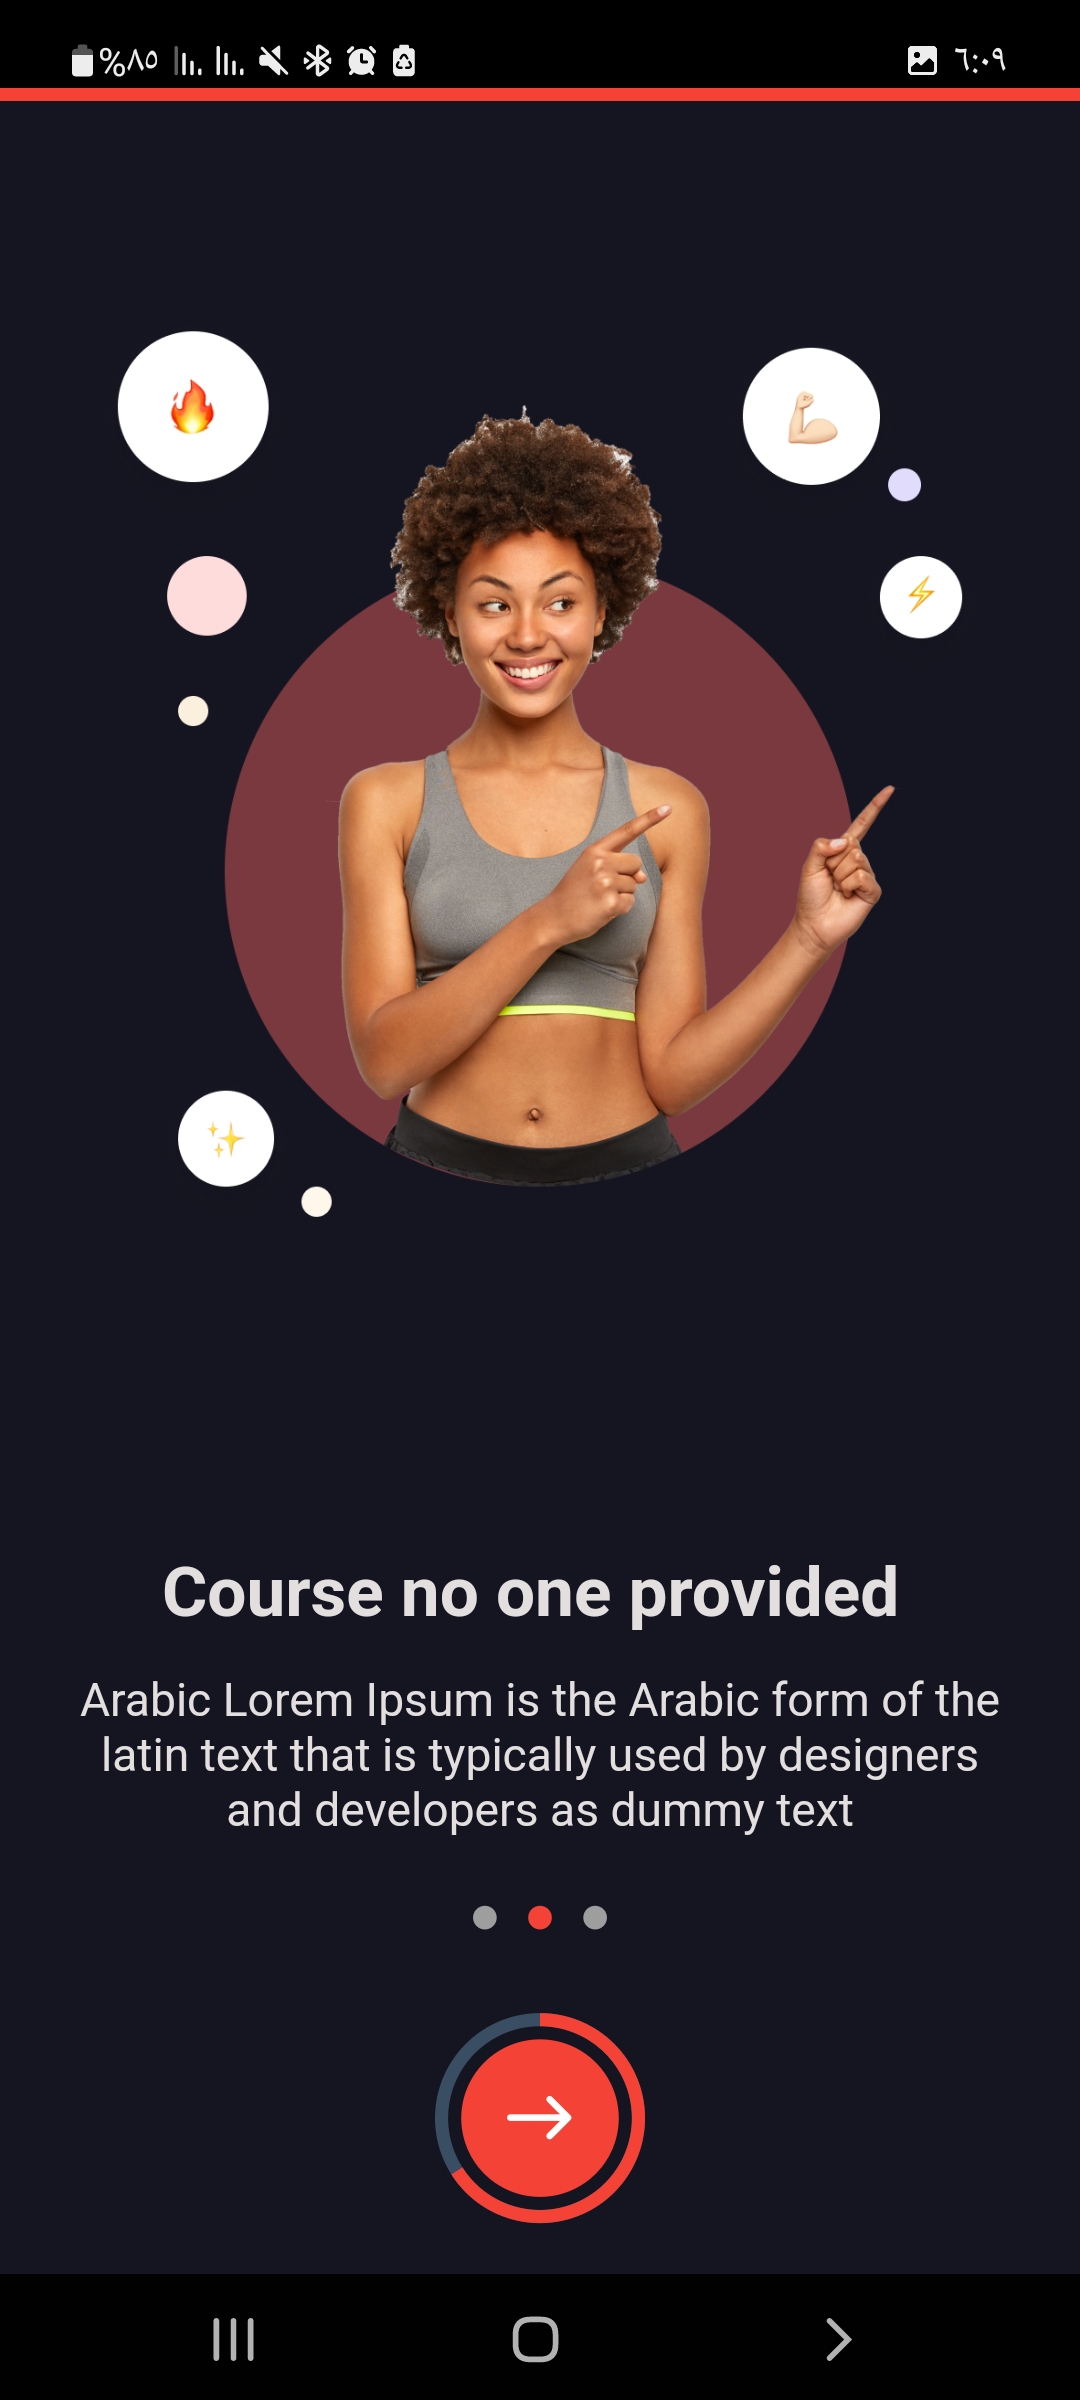 %٨٥ ٦:٠٩
Course no one provided
Arabic Lorem Ipsum is the Arabic form of the
latin text that is typically used by designers
and developers as dummy text